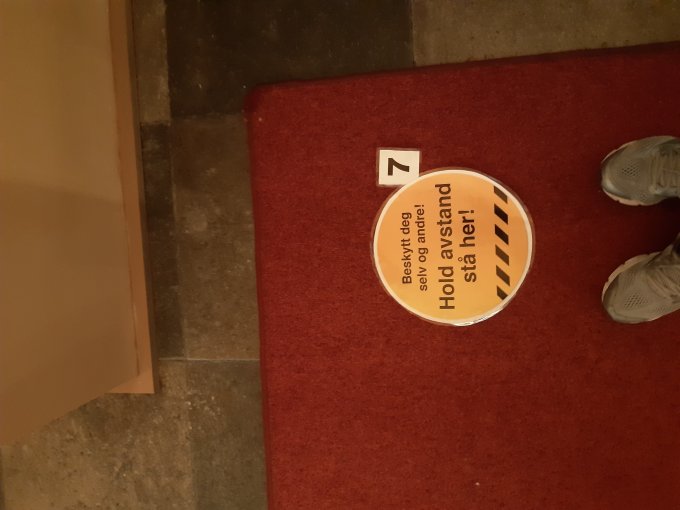 7
Beskytt deg
selv og andre!
Hold avstand
stå her!